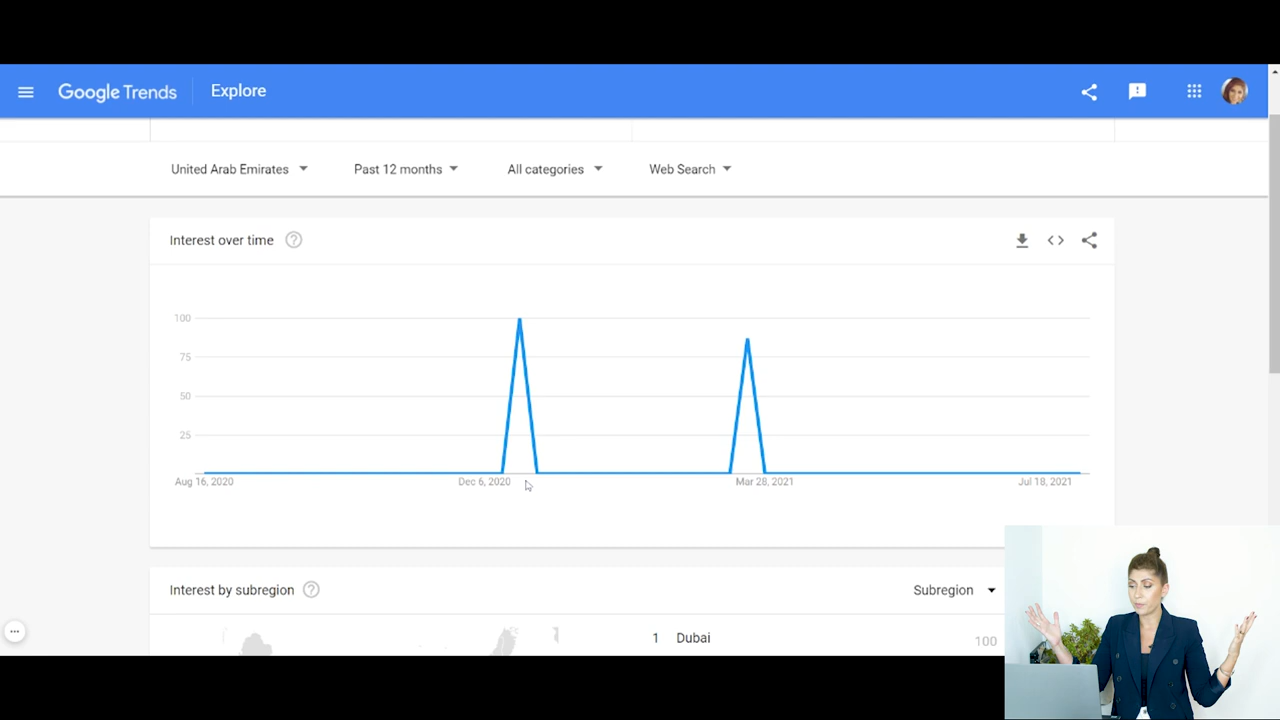 Google Trends Explore
United Arab Emirates Past 12 months All categories Web Search
Interest over time
100
75
50
25
Aug 16, 2020 Dec 6, 2020 Mar 28, 2021 Jul 18, 2021
Interest by subregion Subregion
1 Dubai 100